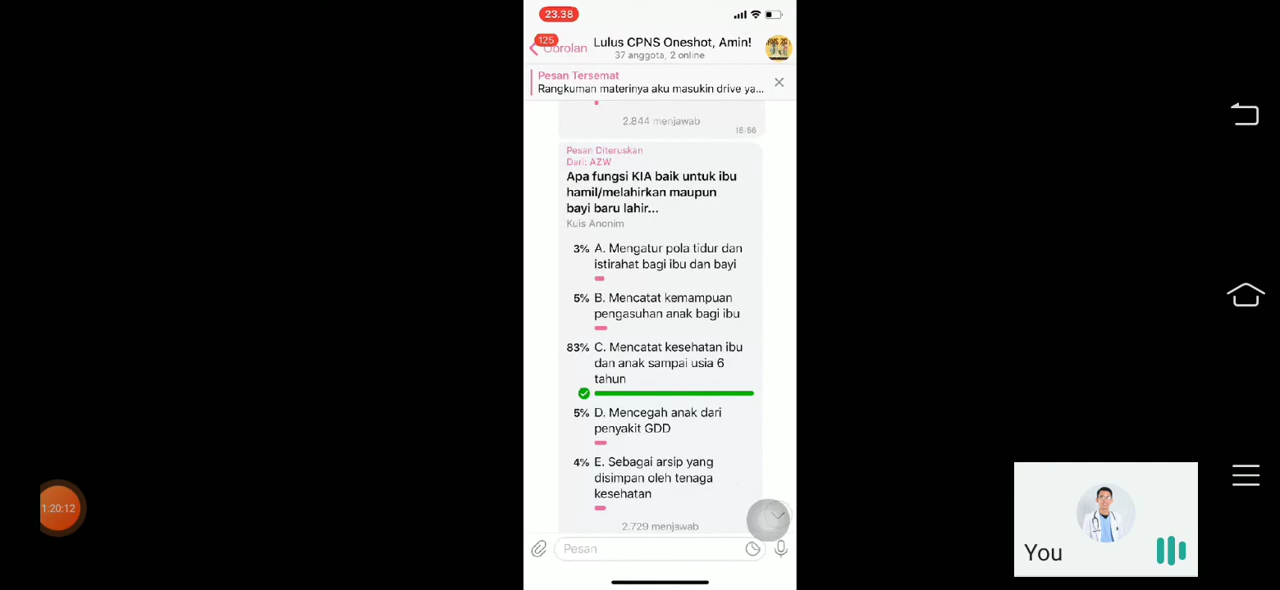 23.38
125
Obrolan
Lulus CPNS Oneshot, Amin!
37 anggota, 2 online
Pesan Tersemat
Rangkuman materinya aku masukin drive ya...
2.844 menjawab
18.56
Pesan Diteruskan
Dari: AZW
Apa fungsi KIA baik untuk ibu
hamil/melahirkan maupun
bayi baru lahir...
Kuis Anonim
3% A. Mengatur pola tidur dan
istirahat bagi ibu dan bayi
5% B. Mencatat kemampuan
pengasuhan anak bagi ibu
83% C. Mencatat kesehatan ibu
dan anak sampai usia 6
tahun
5% D. Mencegah anak dari
penyakit GDD
4% E. Sebagai arsip yang
disimpan oleh tenaga
kesehatan
2.729 menjawab
Pesan
1:20:12
You